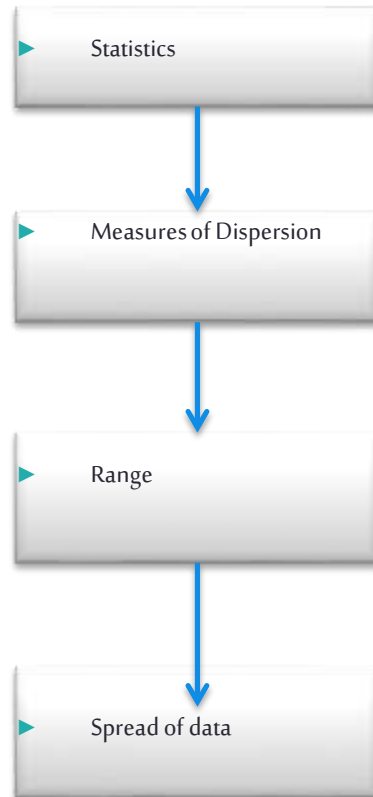 Statistics
Measures of Dispersion
Range
Spread of data